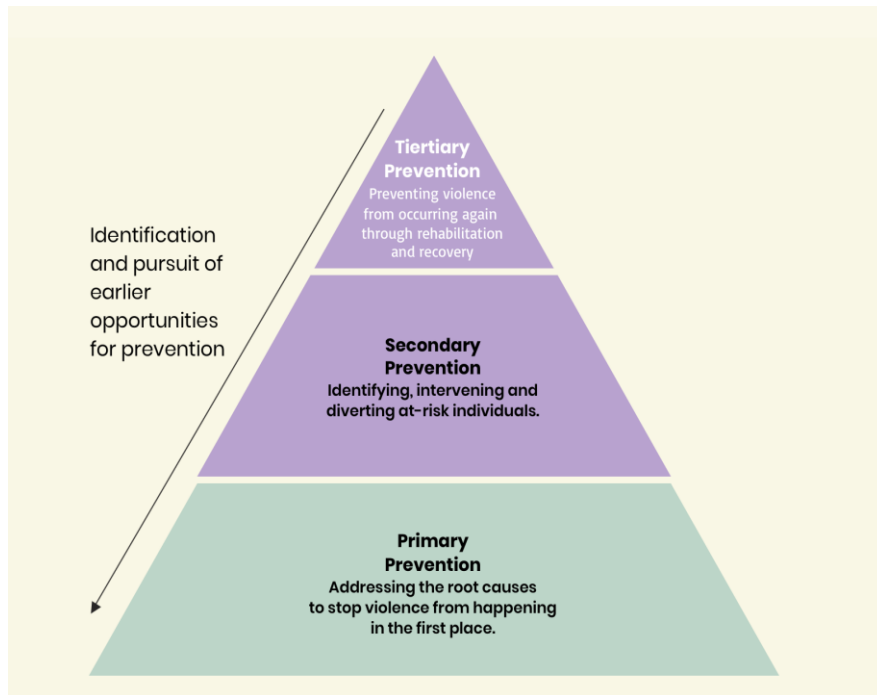 Tiertiary
Prevention
Preventing violence
from occurring again
through rehabilitation
and recovery
Identification
and pursuit of
earlier
opportunities
for prevention
Secondary
Prevention
Identifying, intervening and
diverting at-risk individuals.
Primary
Prevention
Addressing the root causes
to stop violence from happening
in the first place.